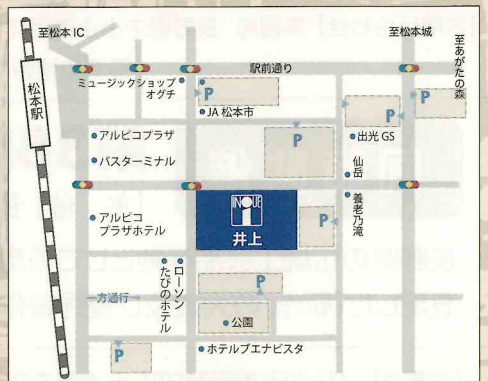 至松本IC
至松本城
至あがたの森
駅前通り
松本駅
ミュージックショップ
オグチ
P
P
P
P
JA 松本市
出光 GS
アルピコプラザ
バスターミナル
仙岳
養老乃滝
アルピコ
プラザホテル
INOUE
井上
P
ローソン
たびのホテル
一方通行
P
公園
P
ホテルブエナビスタ